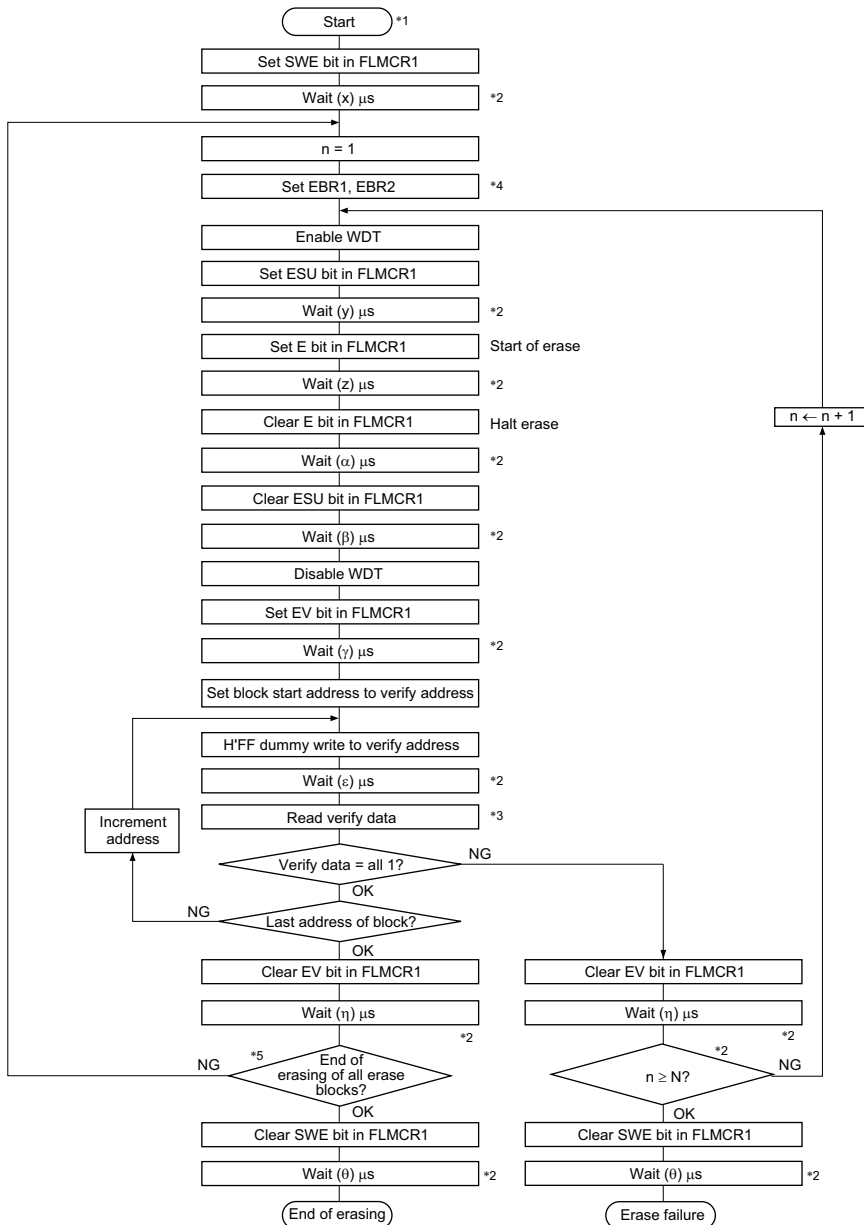 Start *1
Set SWE bit in FLMCR1
Wait (x) μs *2
n = 1
Set EBR1, EBR2 *4
Enable WDT
Set ESU bit in FLMCR1
Wait (y) μs *2
Set E bit in FLMCR1 Start of erase
Wait (z) μs *2
Clear E bit in FLMCR1 Halt erase
n ← n + 1
Wait (α) μs *2
Clear ESU bit in FLMCR1
Wait (β) μs *2
Disable WDT
Set EV bit in FLMCR1
Wait (γ) μs *2
Set block start address to verify address
H'FF dummy write to verify address
Wait (ε) μs *2
Read verify data *3
Increment
address
Verify data = all 1? NG
OK
NG Last address of block?
OK
Clear EV bit in FLMCR1
Wait (η) μs
*2
NG *5 End of
erasing of all erase
blocks?
OK
Clear SWE bit in FLMCR1
Wait (θ) μs *2
End of erasing
Clear EV bit in FLMCR1
Wait (η) μs
*2
*2
n ≥ N? NG
OK
Clear SWE bit in FLMCR1
Wait (θ) μs *2
Erase failure